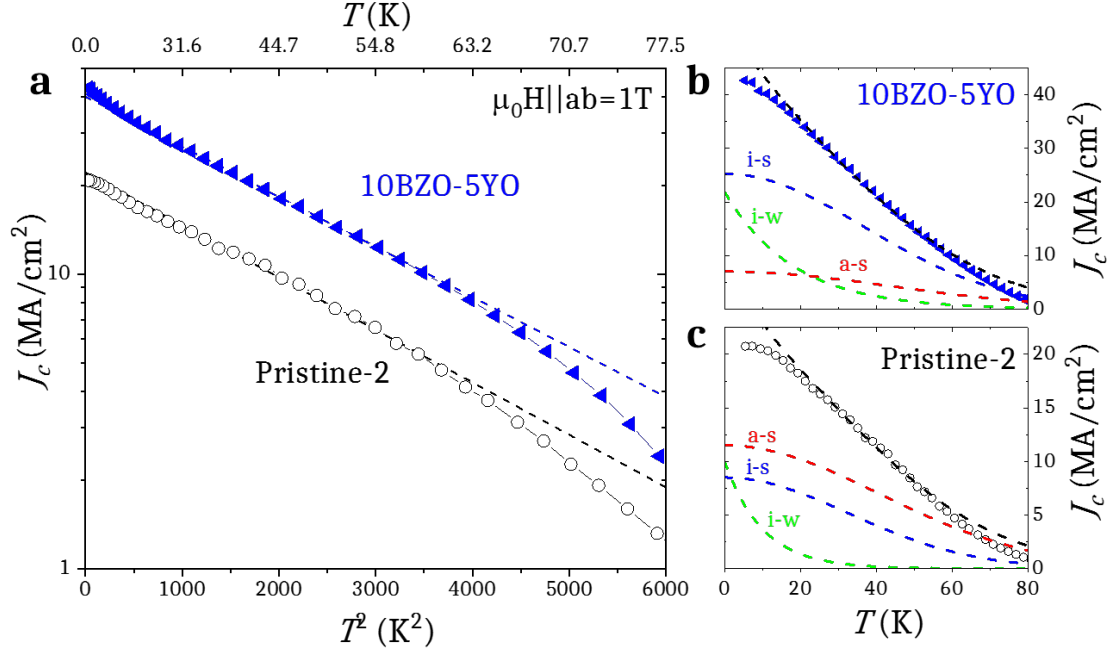 T (K)
0.0 31.6 44.7 54.8 63.2 70.7 77.5
a
μ₀H||ab=1T
10BZO-5YO
Pristine-2
10
1
J_c (MA/cm²)
0 1000 2000 3000 4000 5000 6000
T² (K²)
b
10BZO-5YO
i-s
i-w
a-s
40
30
20
10
0
J_c (MA/cm²)
c
Pristine-2
a-s
i-s
i-w
20
15
10
5
0
J_c (MA/cm²)
0 20 40 60 80
T (K)